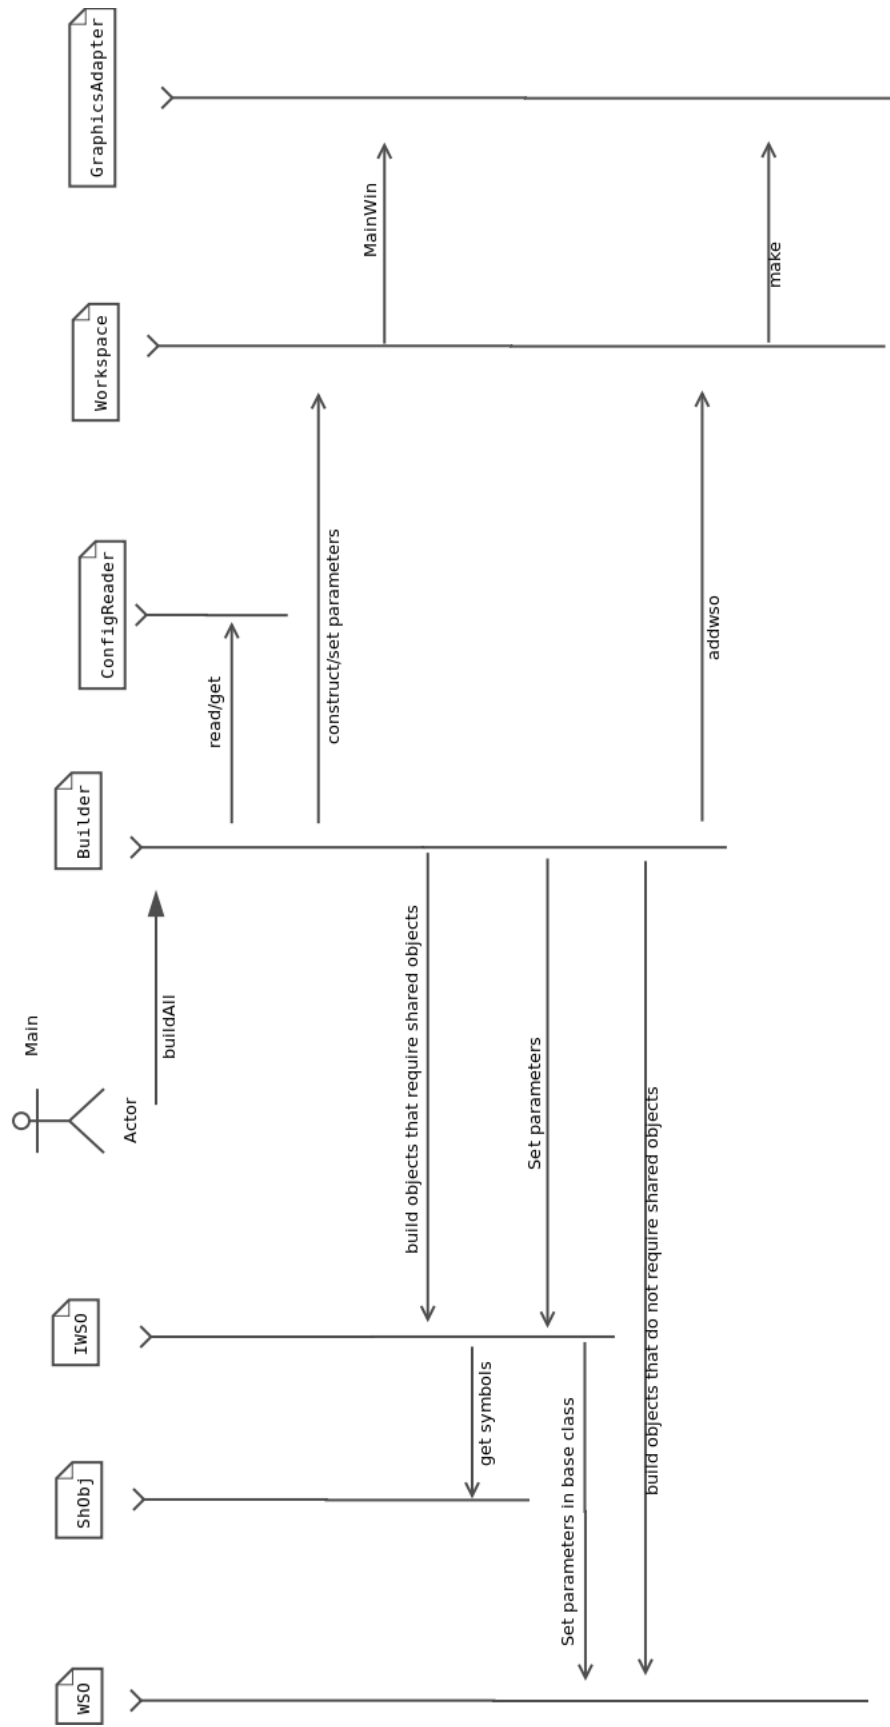 WSO
ShObj
IWSO
Main
Actor
Builder
ConfigReader
Workspace
GraphicsAdapter
buildAll
read/get
construct/set parameters
MainWin
build objects that require shared objects
get symbols
Set parameters
Set parameters in base class
build objects that do not require shared objects
addwso
make